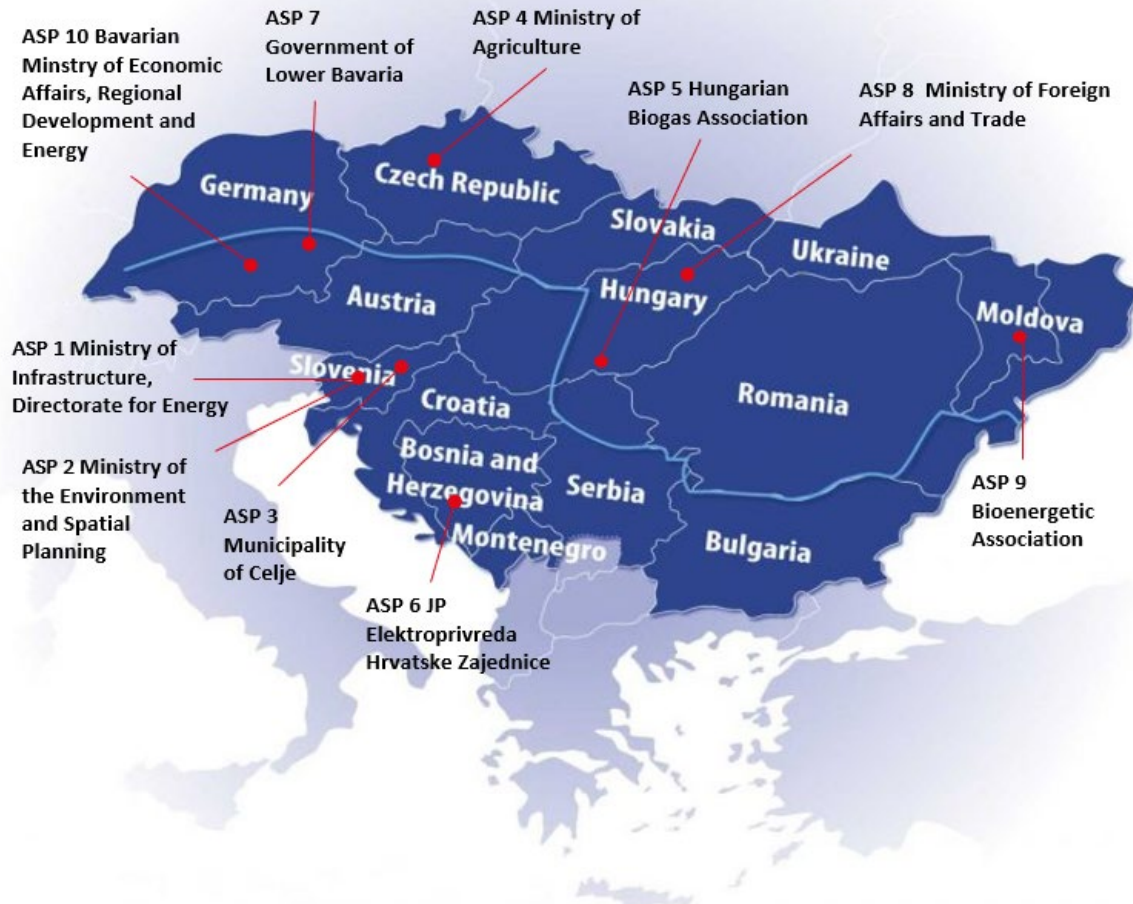 ASP 10 Bavarian
Minstry of Economic
Affairs, Regional
Development and
Energy
ASP 7
Government of
Lower Bavaria
ASP 4 Ministry of
Agriculture
ASP 5 Hungarian
Biogas Association
ASP 8  Ministry of Foreign
Affairs and Trade
Germany
Czech Republic
Slovakia
Ukraine
Austria
Hungary
Moldova
ASP 1 Ministry of
Infrastructure,
Directorate for Energy
Slovenia
Croatia
Romania
Bosnia and
Herzegovina
Serbia
Montenegro
Bulgaria
ASP 2 Ministry of
the Environment
and Spatial
Planning
ASP 3
Municipality
of Celje
ASP 6 JP
Elektroprivreda
Hrvatske Zajednice
ASP 9
Bioenergetic
Association